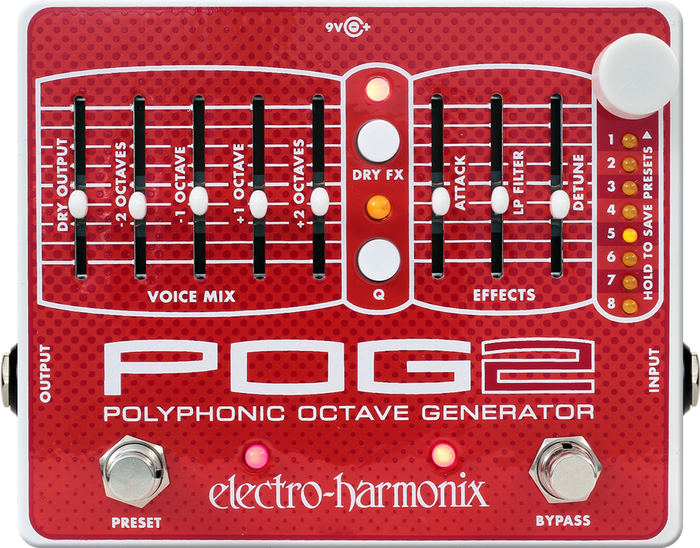 9V +
DRY OUTPUT
-2 OCTAVES
-1 OCTAVE
+1 OCTAVE
+2 OCTAVES
DRY FX
Q
ATTACK
LP FILTER
DETUNE
1
2
3
4
5
6
7
8
HOLD TO SAVE PRESETS
VOICE MIX
EFFECTS
OUTPUT
INPUT
POG2
POLYPHONIC OCTAVE GENERATOR
electro-harmonix
PRESET
BYPASS